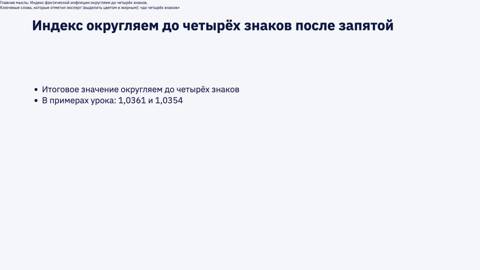 Главная мысль: Индекс фактической инфляции округляем до четырёх знаков.
Ключевые слова, которые отметил эксперт (выделить цветом и жирным): «до четырёх знаков»
Индекс округляем до четырёх знаков после запятой
• Итоговое значение округляем до четырёх знаков
• В примерах урока: 1,0361 и 1,0354